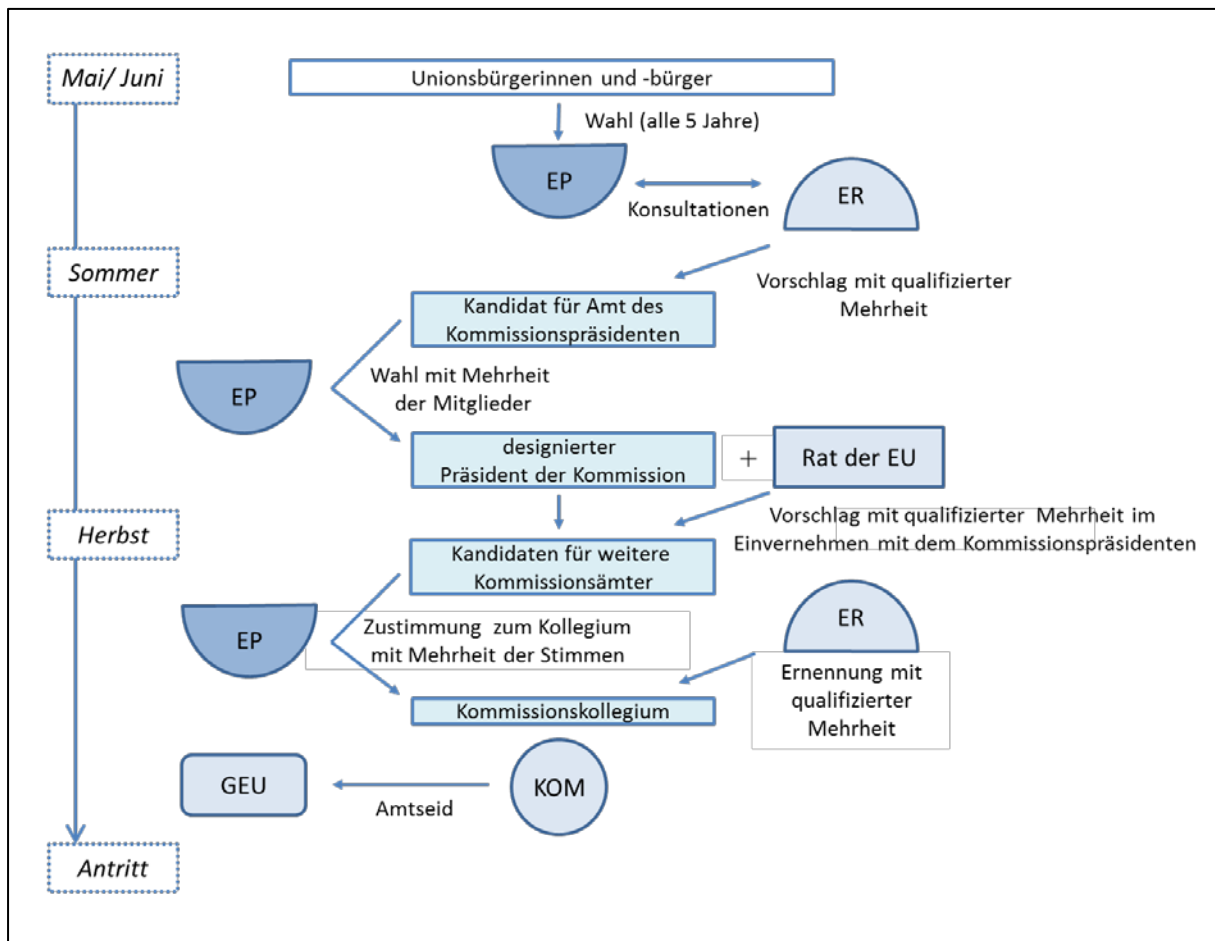 Mai/ Juni
Unionsbürgerinnen und -bürger
Wahl (alle 5 Jahre)
EP
ER
Konsultationen
Sommer
Vorschlag mit qualifizierter
Mehrheit
Kandidat für Amt des
Kommissionspräsidenten
EP
Wahl mit Mehrheit
der Mitglieder
designierter
Präsident der Kommission
+
Rat der EU
Herbst
Vorschlag mit qualifizierter Mehrheit im
Einvernehmen mit dem Kommissionspräsidenten
Kandidaten für weitere
Kommissionsämter
EP
Zustimmung zum Kollegium
mit Mehrheit der Stimmen
ER
Ernennung mit
qualifizierter
Mehrheit
Kommissionskollegium
GEU
KOM
Amtseid
Antritt